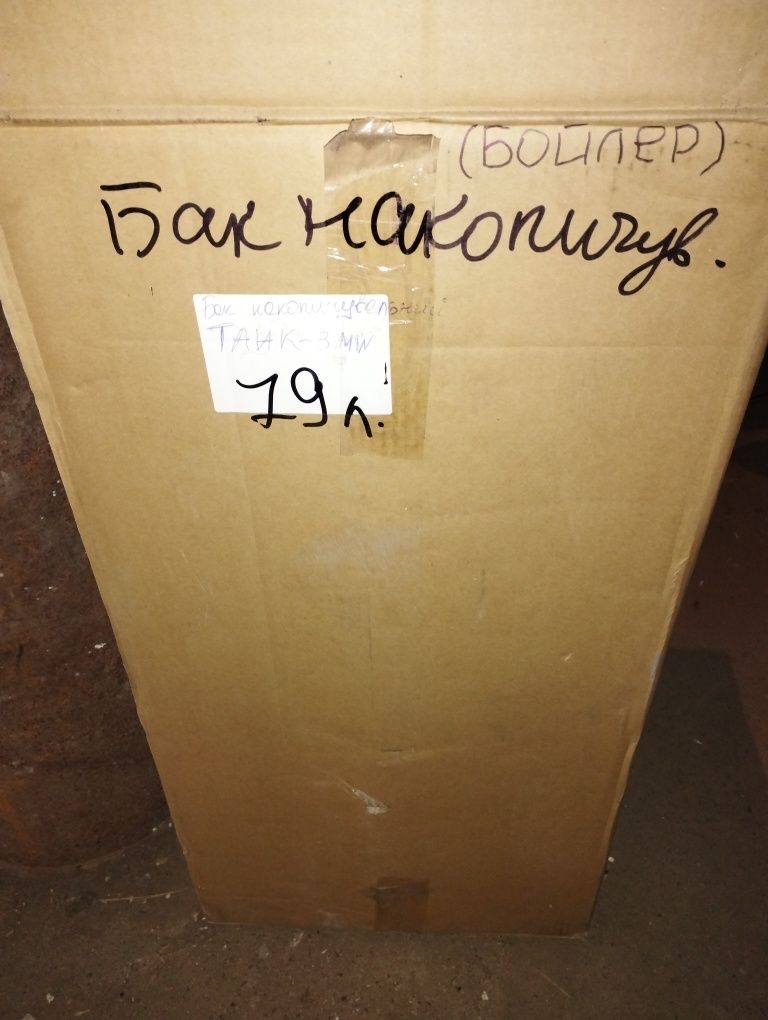 (БОЙЛЕР)
Бак накопичув.
Бак накопичувальний
ТАНК-3 MW
79 л.